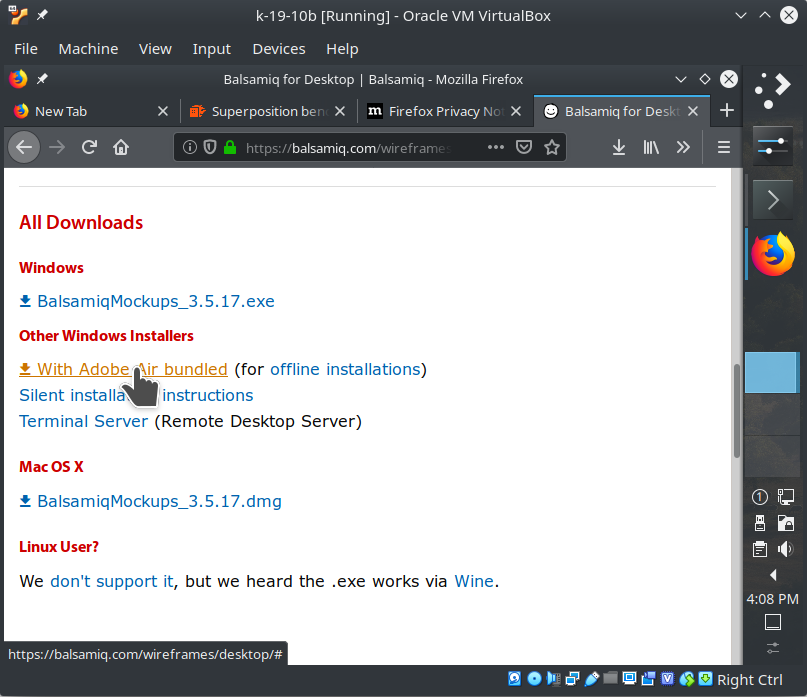 k-19-10b [Running] - Oracle VM VirtualBox
File Machine View Input Devices Help
Balsamiq for Desktop | Balsamiq - Mozilla Firefox
New Tab
Superposition ben
Firefox Privacy No
Balsamiq for Deskt
https://balsamiq.com/wireframes
All Downloads
Windows
BalsamiqMockups_3.5.17.exe
Other Windows Installers
With Adobe Air bundled (for offline installations)
Silent installa instructions
Terminal Server (Remote Desktop Server)
Mac OS X
BalsamiqMockups_3.5.17.dmg
Linux User?
We don't support it, but we heard the .exe works via Wine.
1
4:08 PM
https://balsamiq.com/wireframes/desktop/#
Right Ctrl